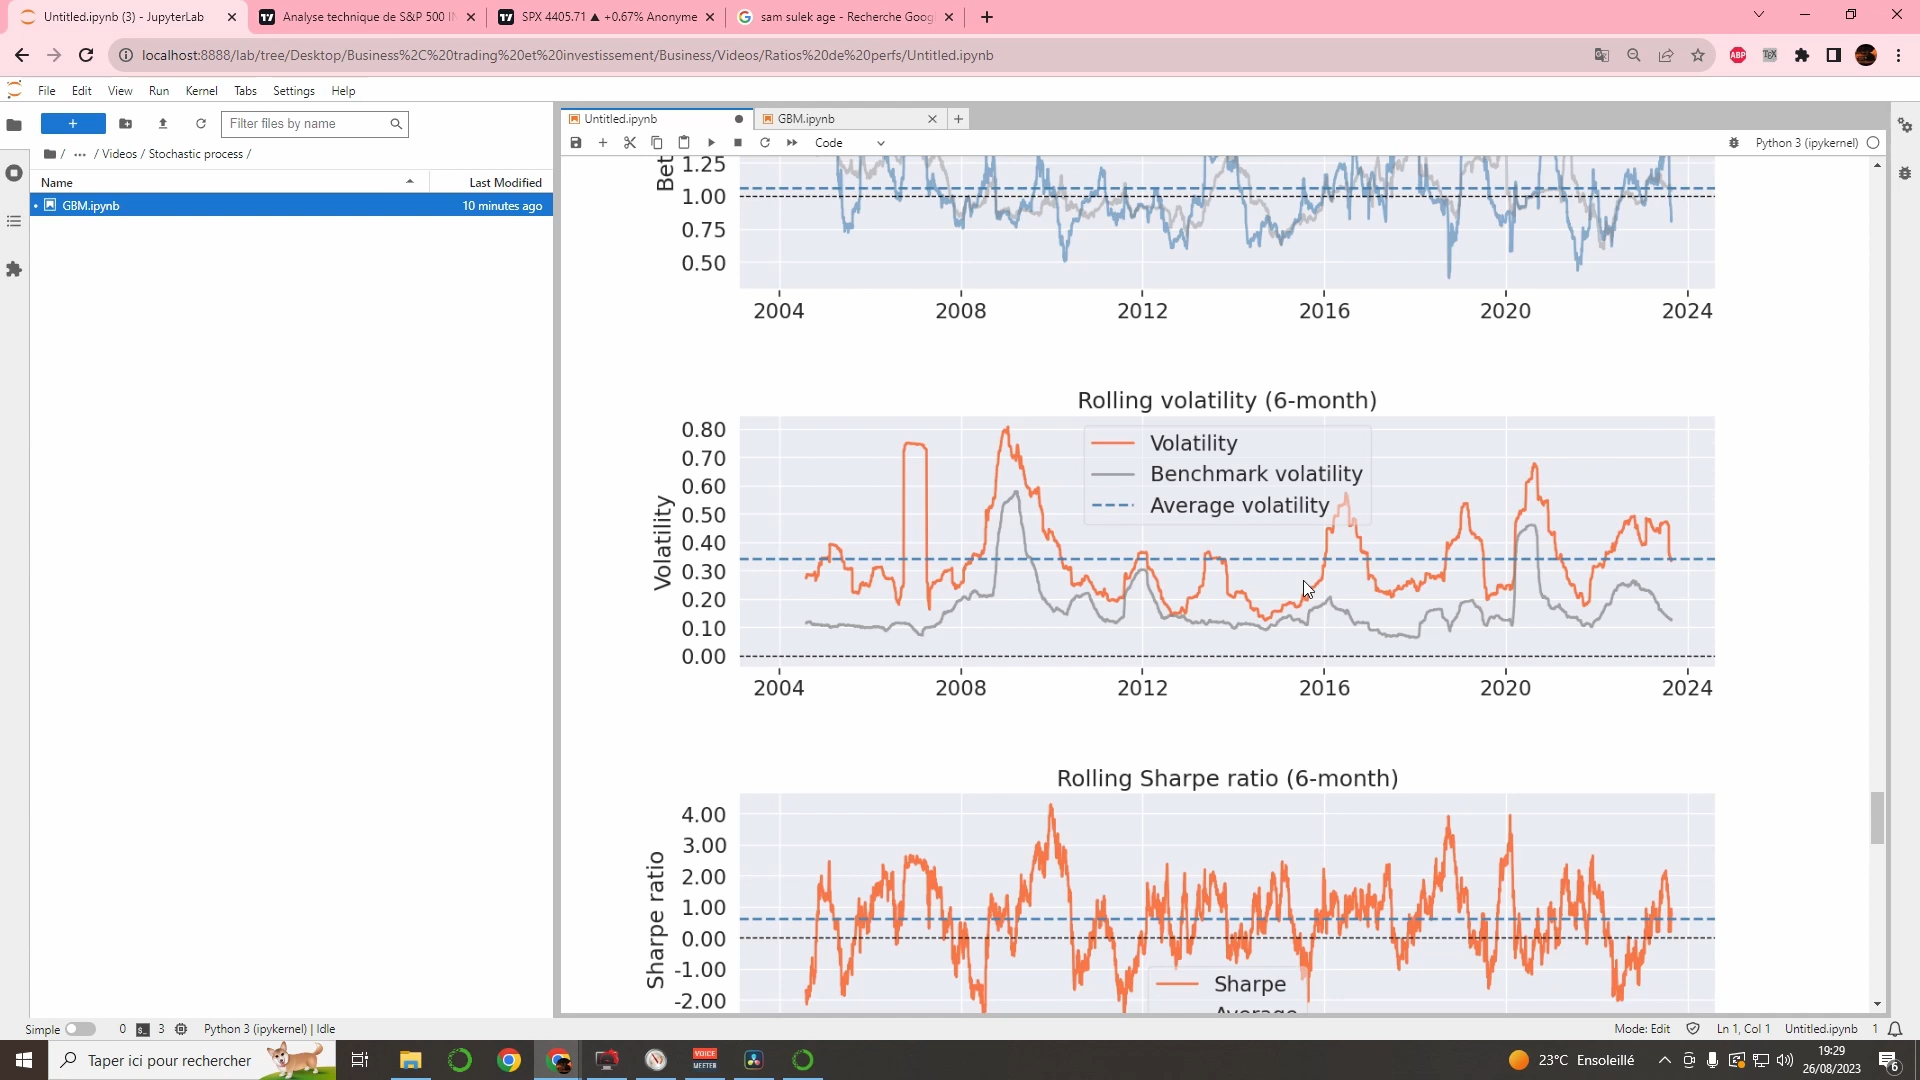 Untitled.ipynb (3) - JupyterLab
Analyse technique de S&P 500 I
SPX 4405.71 ▲ +0.67% Anonyme
sam sulek age - Recherche Goog
localhost:8888/lab/tree/Desktop/Business%2C%20trading%20et%20investissement/Business/Videos/Ratios%20de%20perfs/Untitled.ipynb
ABP
File Edit View Run Kernel Tabs Settings Help
Filter files by name
/ ··· / Videos / Stochastic process /
Name Last Modified
GBM.ipynb 10 minutes ago
Untitled.ipynb
GBM.ipynb
Code
Python 3 (ipykernel)
Bet
1.25
1.00
0.75
0.50
2004 2008 2012 2016 2020 2024
Rolling volatility (6-month)
Volatility
0.80
0.70
0.60
0.50
0.40
0.30
0.20
0.10
0.00
Volatility
Benchmark volatility
Average volatility
2004 2008 2012 2016 2020 2024
Rolling Sharpe ratio (6-month)
Sharpe ratio
4.00
3.00
2.00
1.00
0.00
-1.00
-2.00
Sharpe
Average
Simple 0 3 Python 3 (ipykernel) | Idle
Mode: Edit Ln 1, Col 1 Untitled.ipynb 1
Taper ici pour rechercher
VOICE
MEETER
23°C Ensoleillé
19:29
26/08/2023
6